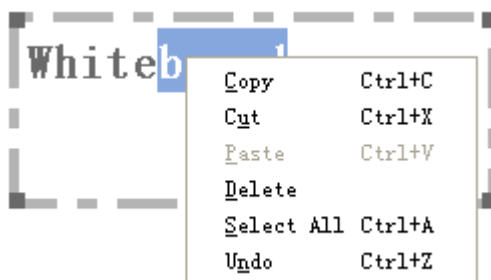 Whiteb
Copy Ctrl+C
Cut Ctrl+X
Paste Ctrl+V
Delete
Select All Ctrl+A
Undo Ctrl+Z